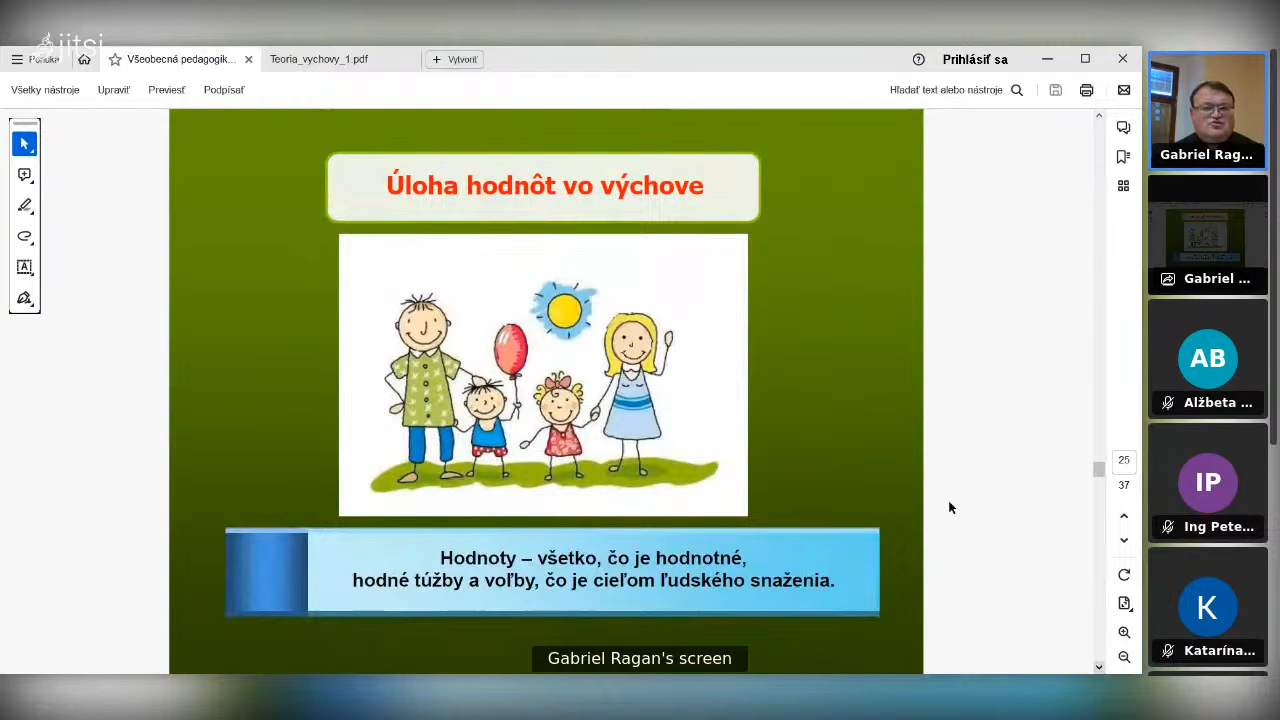 jitsi
Ponuka
Všeobecná pedagogik...
Teoria_vychovy_1.pdf
Vytvoriť
Prihlásiť sa
Všetky nástroje
Upraviť
Previesť
Podpísať
Hľadať text alebo nástroje
Úloha hodnôt vo výchove
Hodnoty – všetko, čo je hodnotné,
hodné túžby a voľby, čo je cieľom ľudského snaženia.
25
37
Gabriel Ragan's screen
Gabriel Rag...
Gabriel ...
AB
Alžbeta ...
IP
Ing Pete...
K
Katarína...